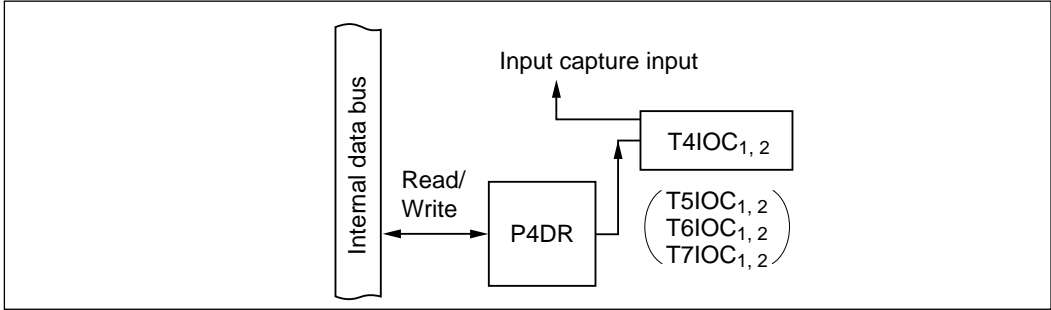 Internal data bus
Input capture input
T4IOC1, 2
Read/
Write
P4DR
T5IOC1, 2
T6IOC1, 2
T7IOC1, 2